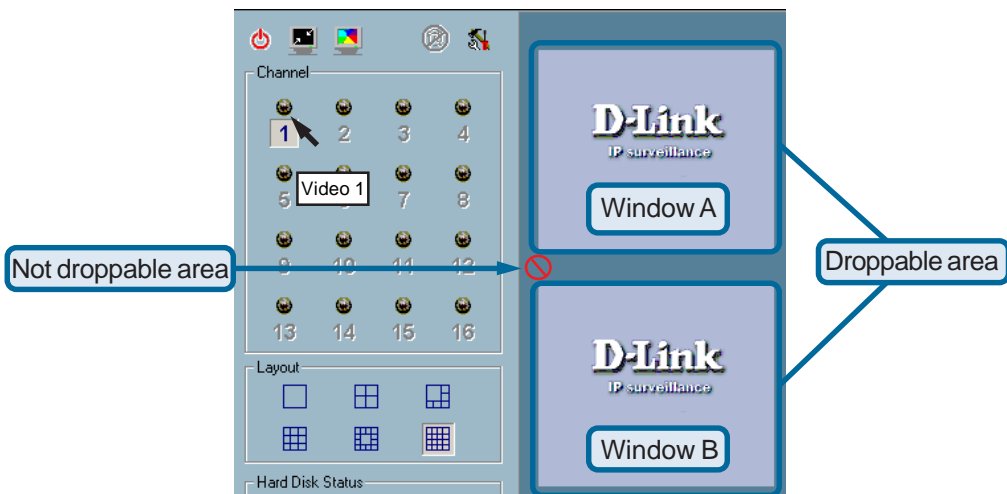 Channel
1 2 3 4
Video 1
5 6 7 8
9 10 11 12
13 14 15 16
Layout
Hard Disk Status
Not droppable area
D-Link
IP surveillance
Window A
Droppable area
D-Link
IP surveillance
Window B